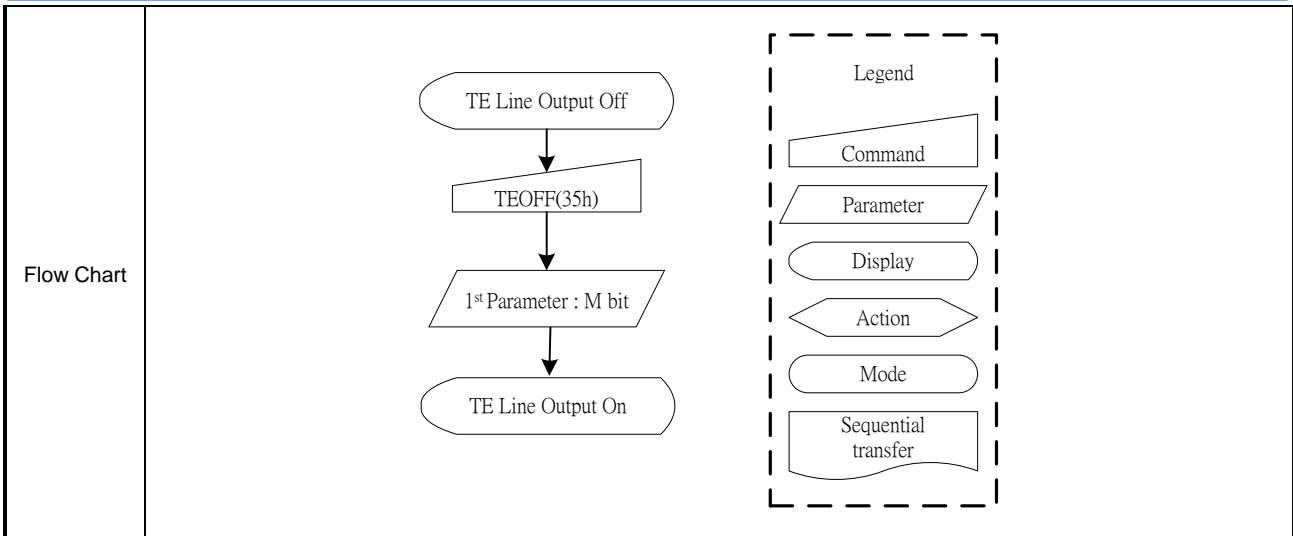 Flow Chart
TE Line Output Off
TEOFF(35h)
1st Parameter : M bit
TE Line Output On
Legend
Command
Parameter
Display
Action
Mode
Sequential
transfer